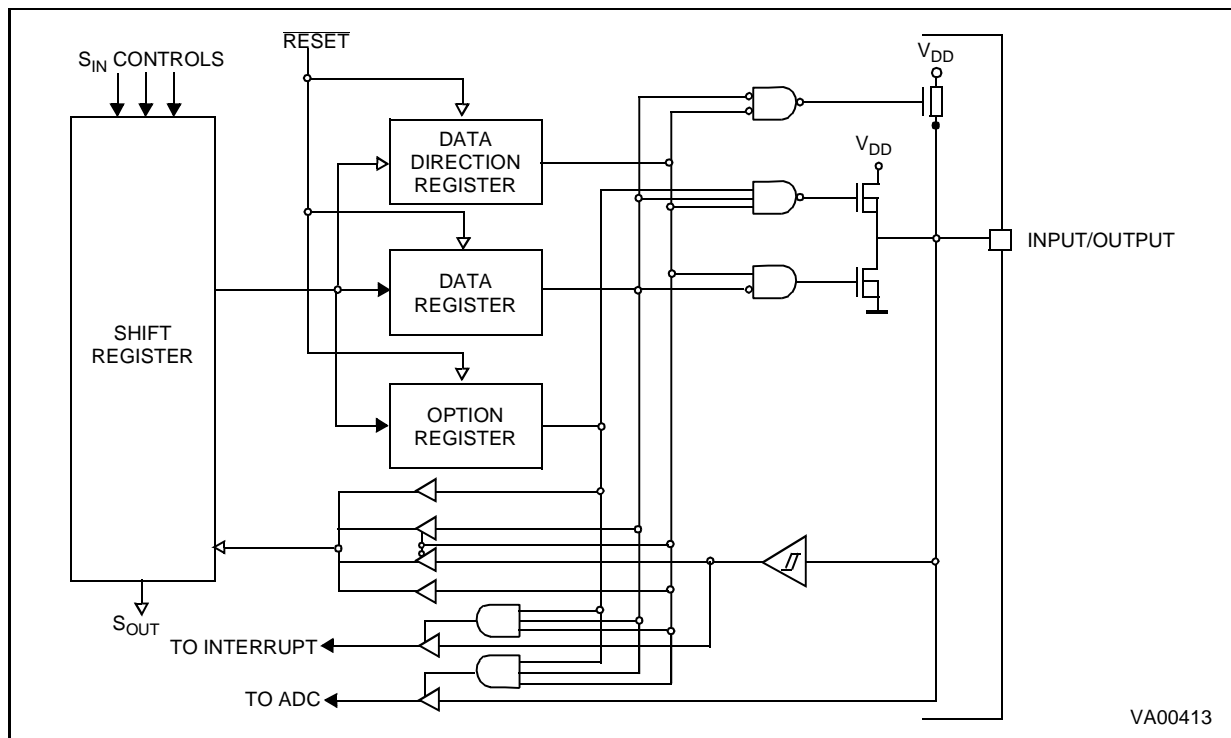 RESET
S_IN CONTROLS
V_DD
DATA
DIRECTION
REGISTER
V_DD
INPUT/OUTPUT
DATA
REGISTER
SHIFT
REGISTER
OPTION
REGISTER
S_OUT
TO INTERRUPT
TO ADC
VA00413